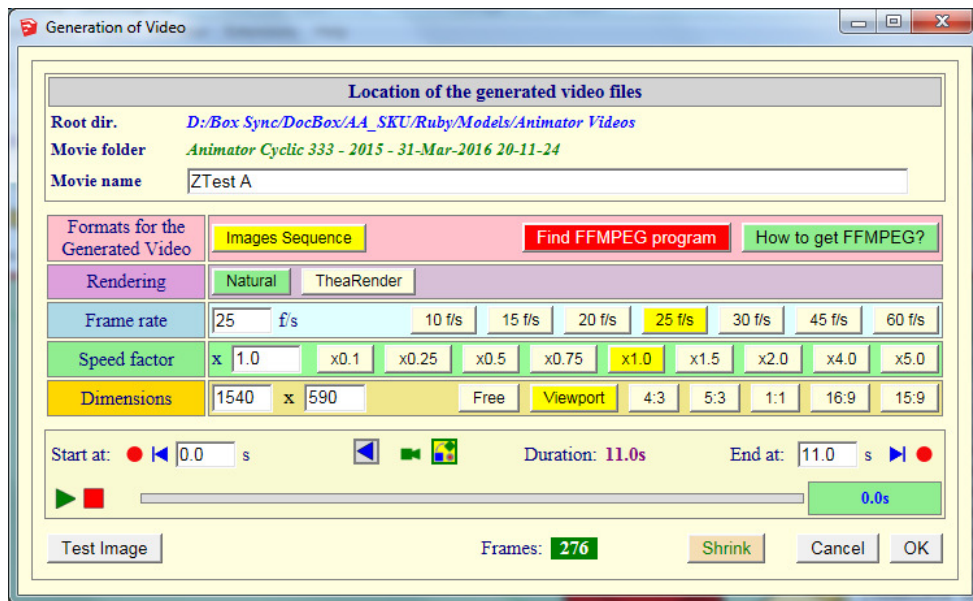 Generation of Video
Location of the generated video files
Root dir. D:/Box Sync/DocBox/AA_SKU/Ruby/Models/Animator Videos
Movie folder Animator Cyclic 333 - 2015 - 31-Mar-2016 20-11-24
Movie name ZTest A
Formats for the
Generated Video Images Sequence Find FFMPEG program How to get FFMPEG?
Rendering Natural TheaRender
Frame rate 25 f/s 10 f/s 15 f/s 20 f/s 25 f/s 30 f/s 45 f/s 60 f/s
Speed factor x 1.0 x0.1 x0.25 x0.5 x0.75 x1.0 x1.5 x2.0 x4.0 x5.0
Dimensions 1540 x 590 Free Viewport 4:3 5:3 1:1 16:9 15:9
Start at: 0.0 s Duration: 11.0s End at: 11.0 s
0.0s
Test Image Frames: 276 Shrink Cancel OK